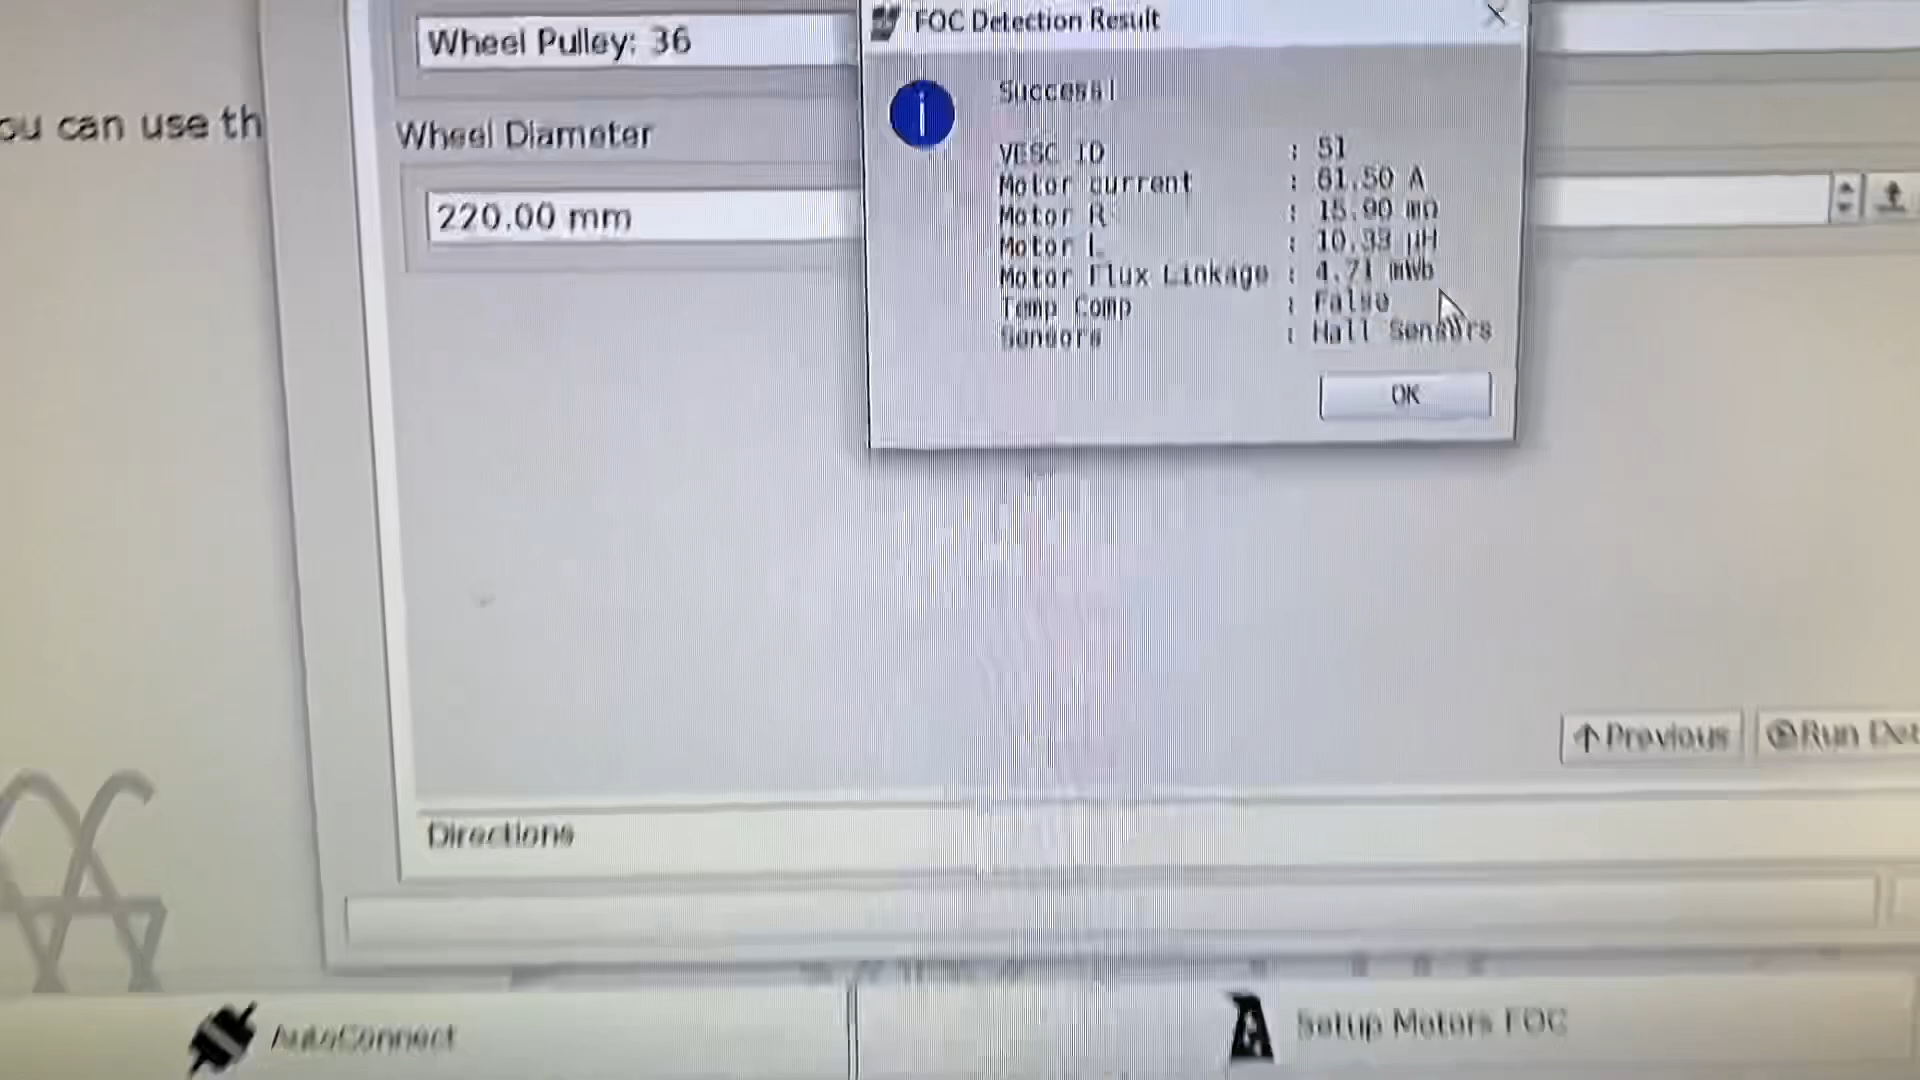 Wheel Pulley: 36
FOC Detection Result
Success!
ou can use th
Wheel Diameter
220.00 mm
VESC ID : 51
Motor current : 61.50 A
Motor R : 15.90 mΩ
Motor L : 10.33 µH
Motor Flux Linkage : 4.71 mWb
Temp Comp : False
Sensors : Hall Sensors
OK
Previous
Run Det
Directions
AutoConnect
Setup Motors FOC